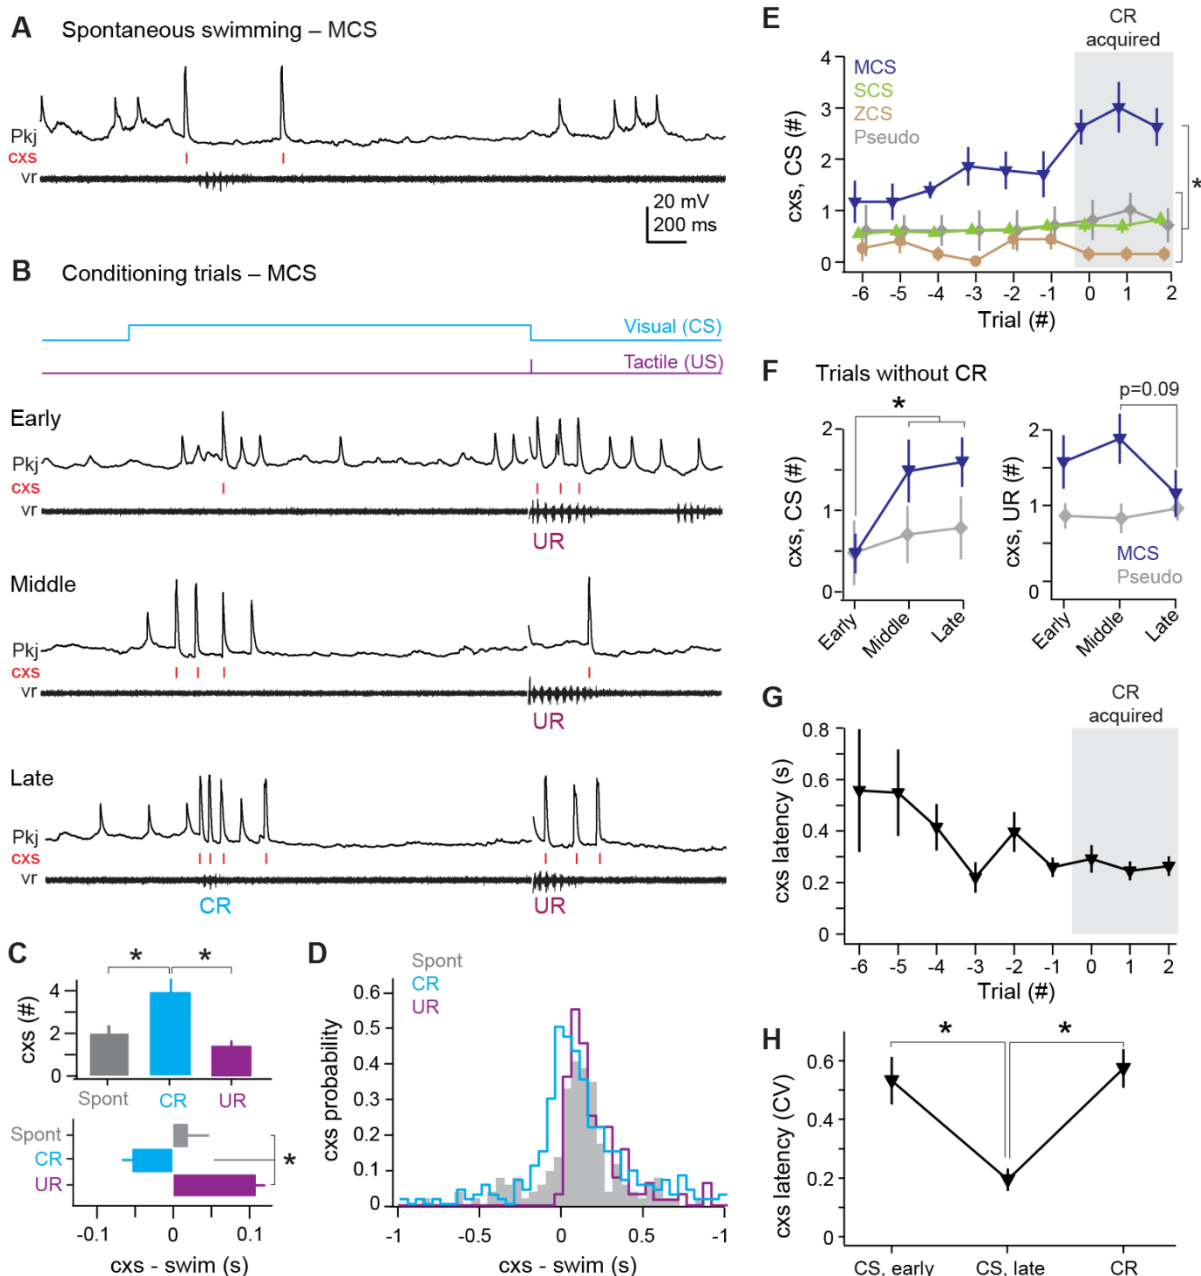 A Spontaneous swimming – MCS
Pkj
cxs
vr
20 mV
200 ms
B Conditioning trials – MCS
Visual (CS)
Tactile (US)
Early
Pkj
cxs
vr
UR
Middle
Pkj
cxs
vr
UR
Late
Pkj
cxs
vr
CR
UR
C
*
*
cxs (#)
4
2
0
Spont
CR
UR
Spont
CR
UR
*
-0.1
0
0.1
cxs - swim (s)
D
Spont
CR
UR
cxs probability
0.6
0.5
0.4
0.3
0.2
0.1
0
-1
-0.5
0
0.5
1
cxs - swim (s)
E
CR
acquired
MCS
SCS
ZCS
Pseudo
cxs, CS (#)
4
3
2
1
0
*
-6
-5
-4
-3
-2
-1
0
1
2
Trial (#)
F Trials without CR
*
cxs, CS (#)
2
1
0
Early
Middle
Late
p=0.09
cxs, UR (#)
2
1
0
MCS
Pseudo
Early
Middle
Late
G
CR
acquired
cxs latency (s)
0.8
0.6
0.4
0.2
0
-6
-5
-4
-3
-2
-1
0
1
2
Trial (#)
H
*
*
cxs latency (CV)
0.6
0.4
0.2
0
CS, early
CS, late
CR